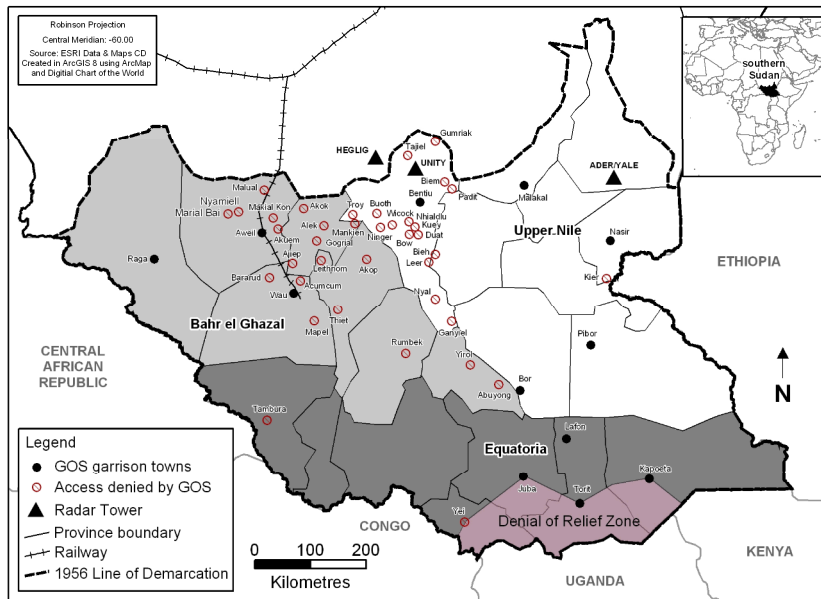 Robinson Projection
Central Meridian: -60.00
Source: ESRI Data & Maps CD
Created in ArcGIS 8 using ArcMap
and Digitial Chart of the World
southern
Sudan
Gumriak
Tajiel
HEGLIG
UNITY
ADER/YALE
Biem
Padit
Malual
Nyamiell
Marial Bai
Makial Kon
Akok
Troy
Buoth
Bentiu
Malakal
Wicock
Nhialdiu
Kuey
Aweil
Akuem
Alek
Mankien
Gogrial
Ninger
Bow
Duat
Upper Nile
Nasir
Ajiep
Leithnom
Akop
Bieh
Leer
Raga
Bararud
Wau
Acumcum
Kier
ETHIOPIA
Nyal
Bahr el Ghazal
Mapel
Thiet
Ganyiel
Pibor
CENTRAL
AFRICAN
REPUBLIC
Rumbek
Yirol
Abuyong
Bor
N
Tambura
Equatoria
Lafon
Juba
Torit
Kapoeta
Yei
Denial of Relief Zone
CONGO
UGANDA
KENYA
Legend
GOS garrison towns
Access denied by GOS
Radar Tower
Province boundary
Railway
1956 Line of Demarcation
0 100 200
Kilometres